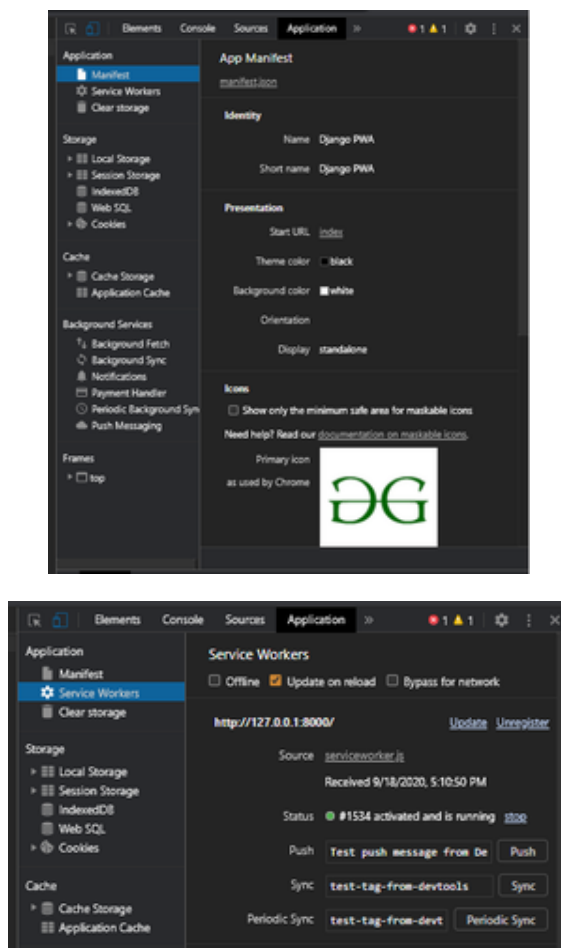 Elements Console Sources Application » 1 1
Application
Manifest
Service Workers
Clear storage
Storage
Local Storage
Session Storage
IndexedDB
Web SQL
Cookies
Cache
Cache Storage
Application Cache
Background Services
Background Fetch
Background Sync
Notifications
Payment Handler
Periodic Background Syn
Push Messaging
Frames
top
App Manifest
manifest.json
Identity
Name Django PWA
Short name Django PWA
Presentation
Start URL index
Theme color black
Background color white
Orientation
Display standalone
Icons
Show only the minimum safe area for maskable icons
Need help? Read our documentation on maskable icons.
Primary icon
as used by Chrome
Elements Console Sources Application » 1 1
Application
Manifest
Service Workers
Clear storage
Storage
Local Storage
Session Storage
IndexedDB
Web SQL
Cookies
Cache
Cache Storage
Application Cache
Service Workers
Offline Update on reload Bypass for network
http://127.0.0.1:8000/ Update Unregister
Source serviceworker.js
Received 9/18/2020, 5:10:50 PM
Status #1534 activated and is running stop
Push Test push message from De Push
Sync test-tag-from-devtools Sync
Periodic Sync test-tag-from-devt Periodic Sync